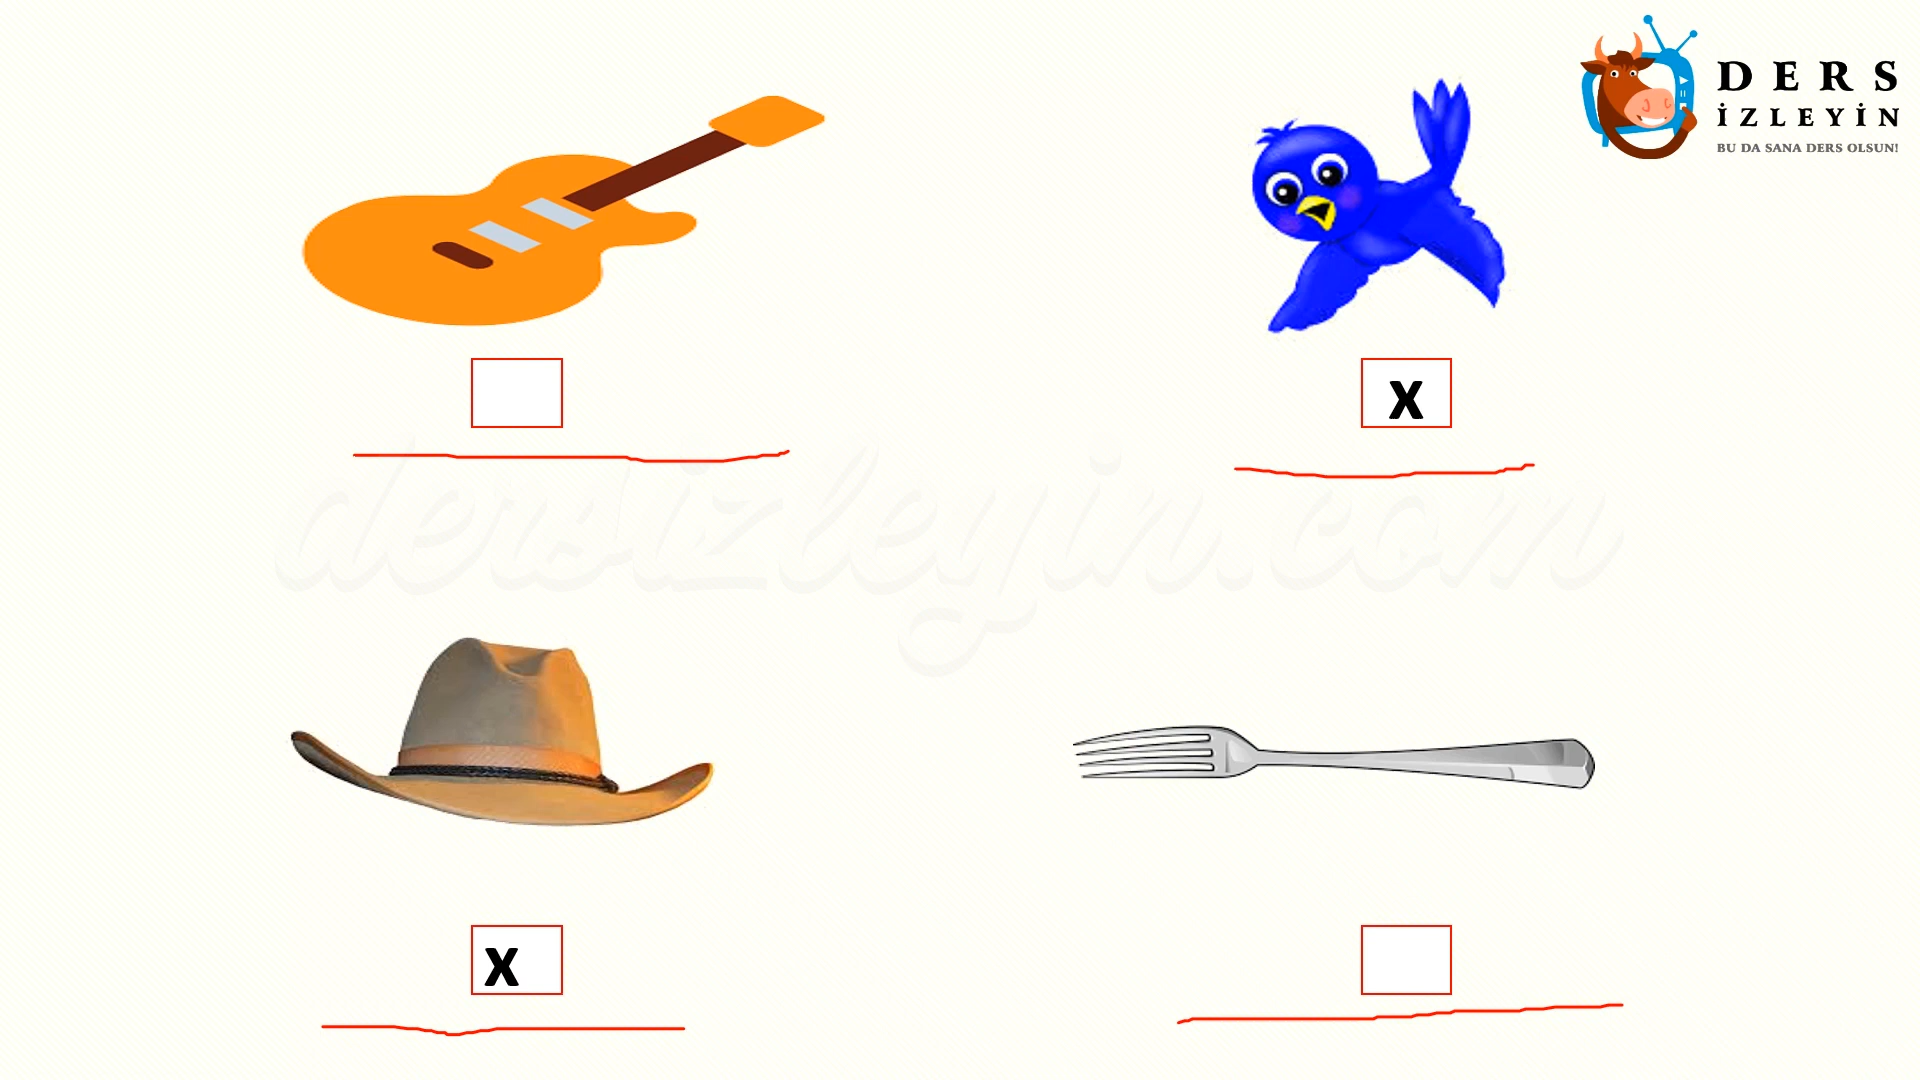 DERS
İZLEYİN
BU DA SANA DERS OLSUN!
X
dersizleyin.com
X